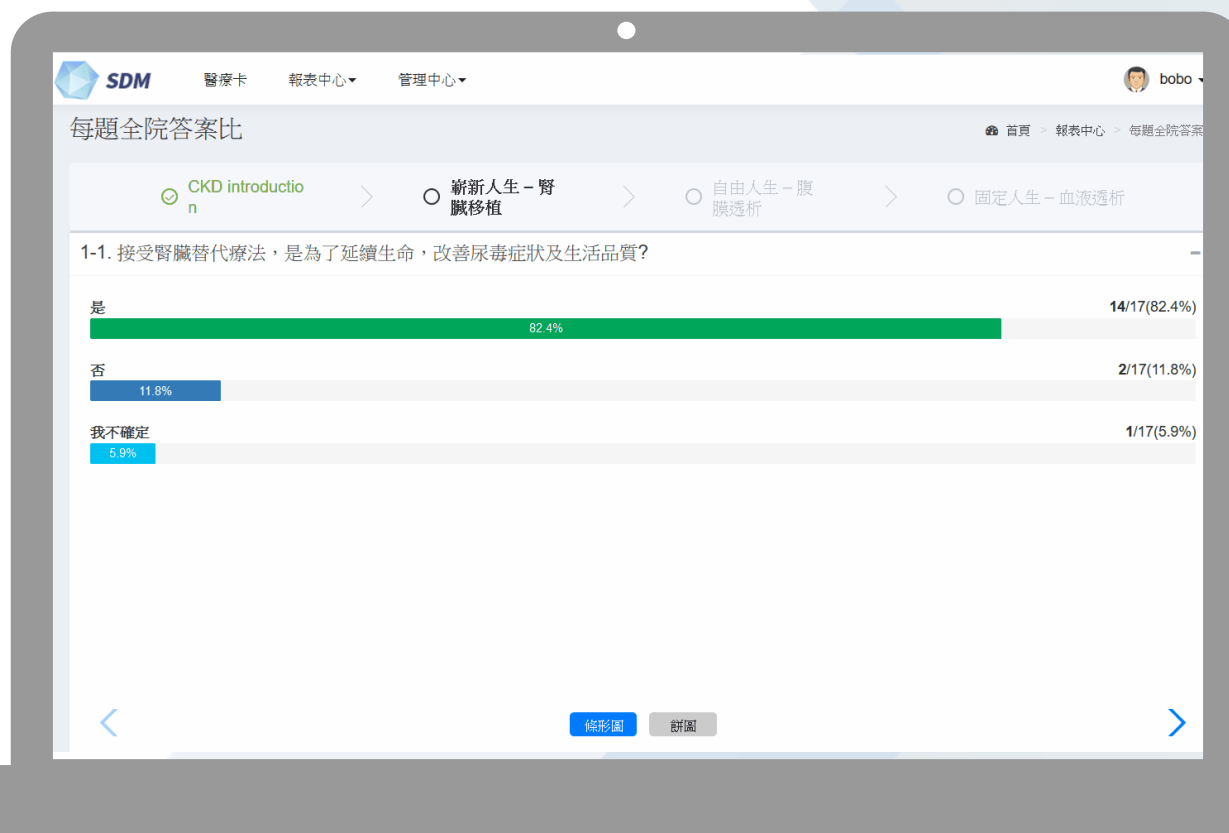 SDM 醫療卡 報表中心 管理中心 bobo
每題全院答案比
首頁 > 報表中心 > 每題全院答案
CKD introductio
n
嶄新人生 – 腎
臟移植
自由人生 – 腹
膜透析
固定人生 – 血液透析
1-1. 接受腎臟替代療法，是為了延續生命，改善尿毒症狀及生活品質?
是 14/17(82.4%)
82.4%
否 2/17(11.8%)
11.8%
我不確定 1/17(5.9%)
5.9%
條形圖 餅圖